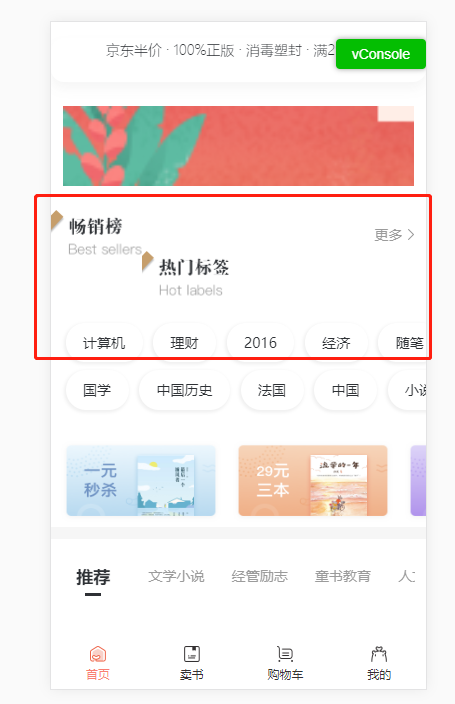 京东半价 · 100%正版 · 消毒塑封 · 满2
vConsole
畅销榜
Best sellers
更多
热门标签
Hot labels
计算机 理财 2016 经济 随笔
国学 中国历史 法国 中国 小说
一元
秒杀
29元
三本
推荐 文学小说 经管励志 童书教育 人文
首页 卖书 购物车 我的